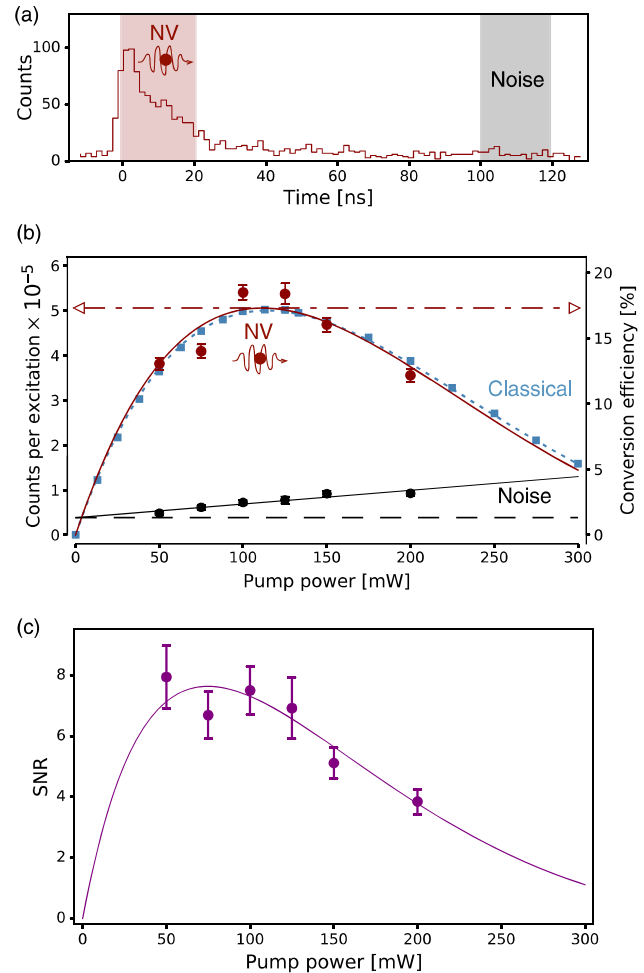 (a)
NV
Noise
100
50
0
Counts
0 20 40 60 80 100 120
Time [ns]
(b)
6
5
4
3
2
1
0
Counts per excitation × 10⁻⁵
NV
Classical
Noise
20
15
10
5
0
Conversion efficiency [%]
0 50 100 150 200 250 300
Pump power [mW]
(c)
8
6
4
2
0
SNR
0 50 100 150 200 250 300
Pump power [mW]